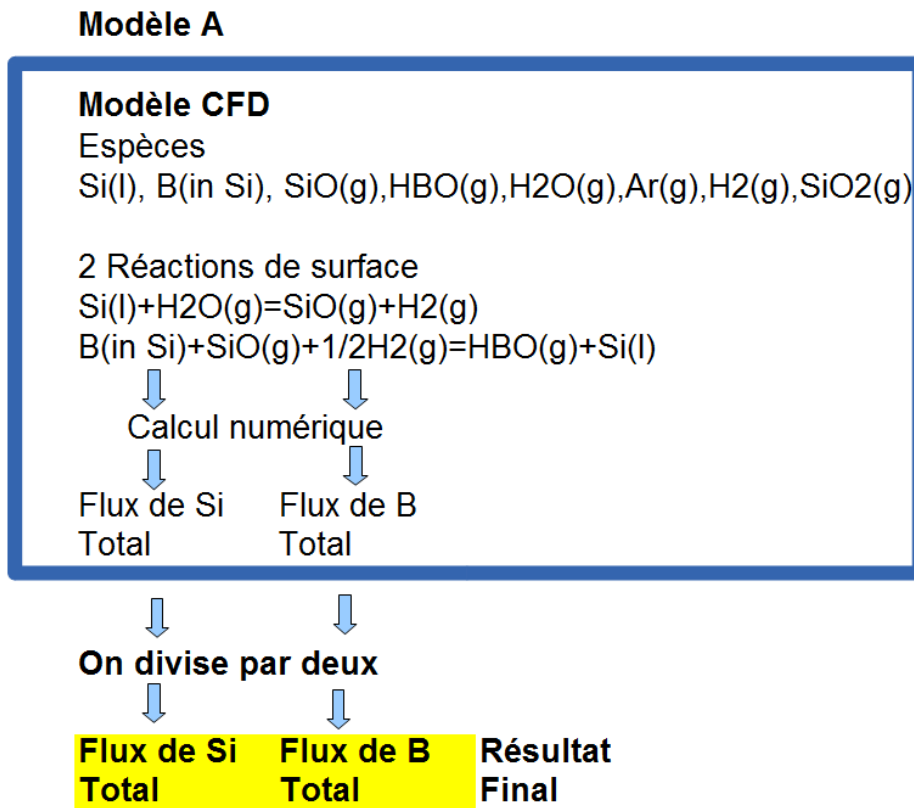 Modèle A
Modèle CFD
Espèces
Si(l), B(in Si), SiO(g),HBO(g),H2O(g),Ar(g),H2(g),SiO2(g)
2 Réactions de surface
Si(l)+H2O(g)=SiO(g)+H2(g)
B(in Si)+SiO(g)+1/2H2(g)=HBO(g)+Si(l)
Calcul numérique
Flux de Si Flux de B
Total Total
On divise par deux
Flux de Si Flux de B Résultat
Total Total Final